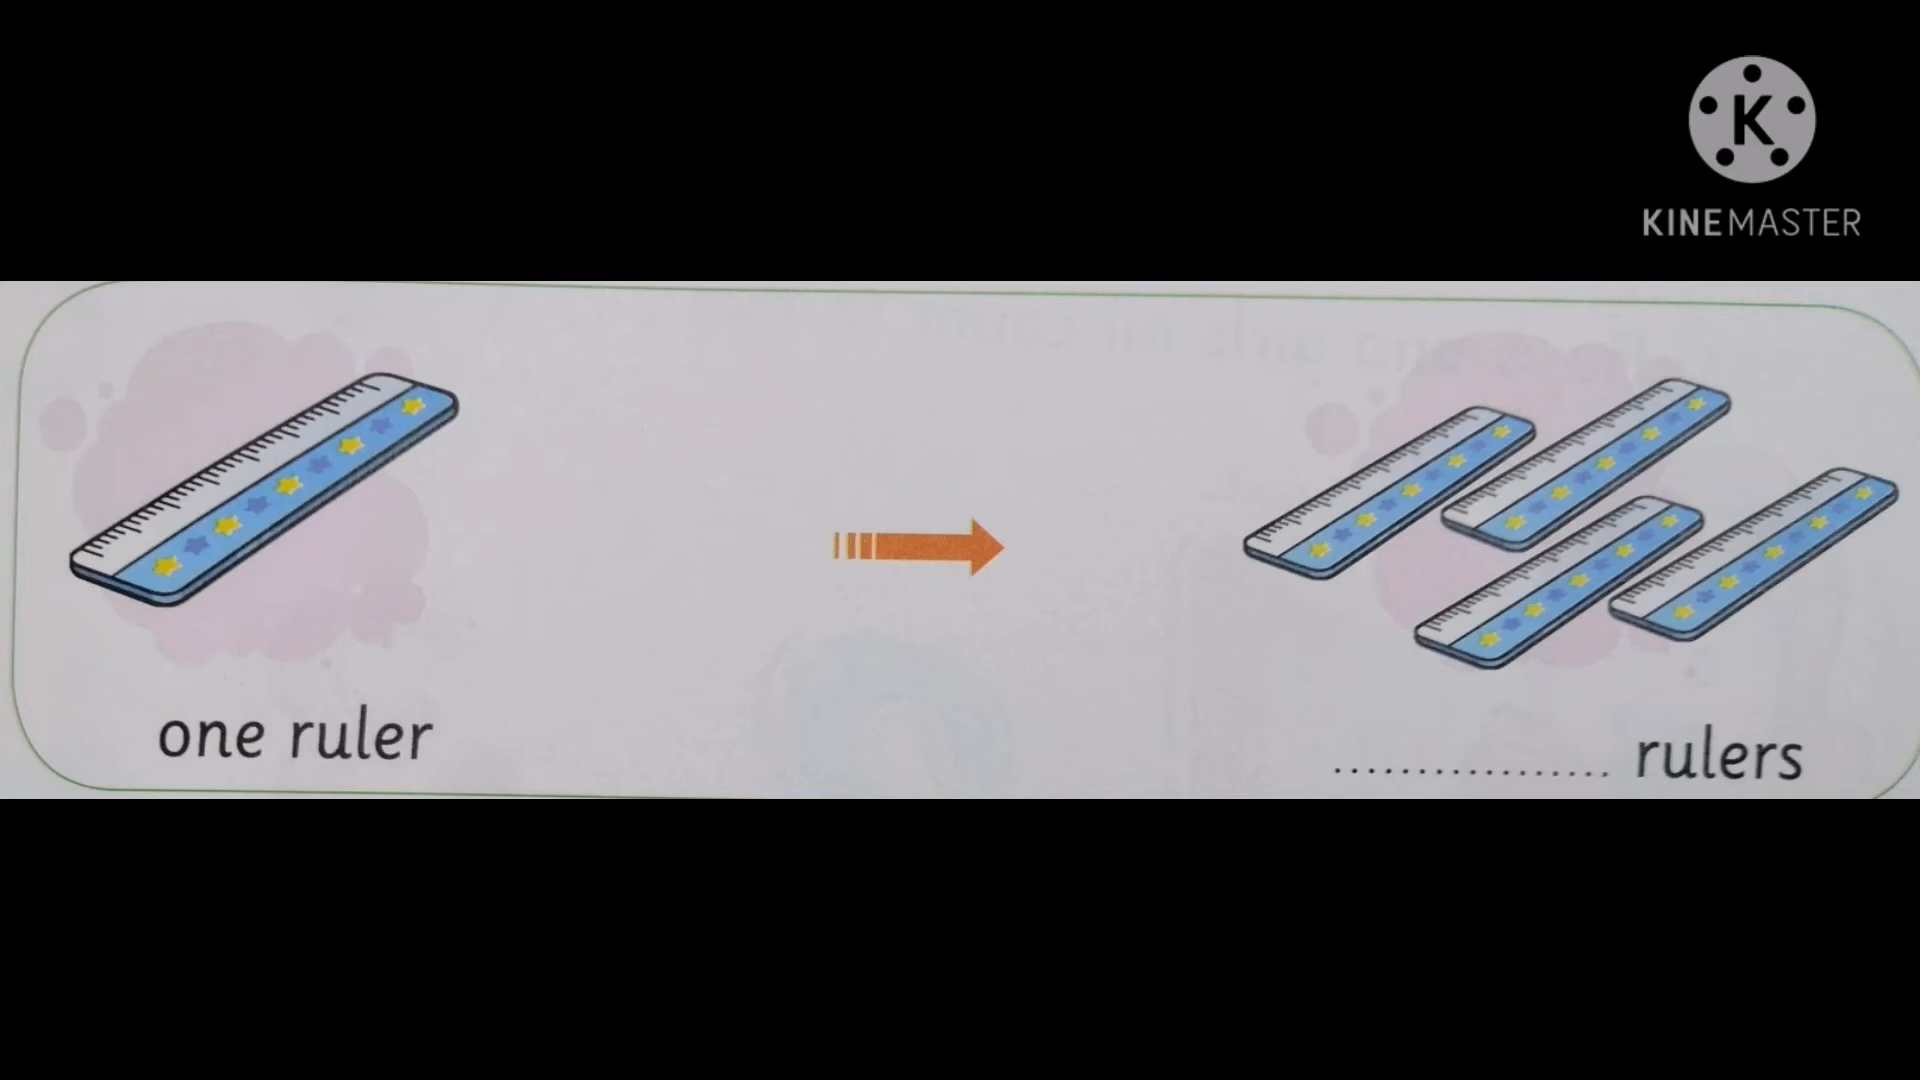 K
KINEMASTER
one ruler
................. rulers